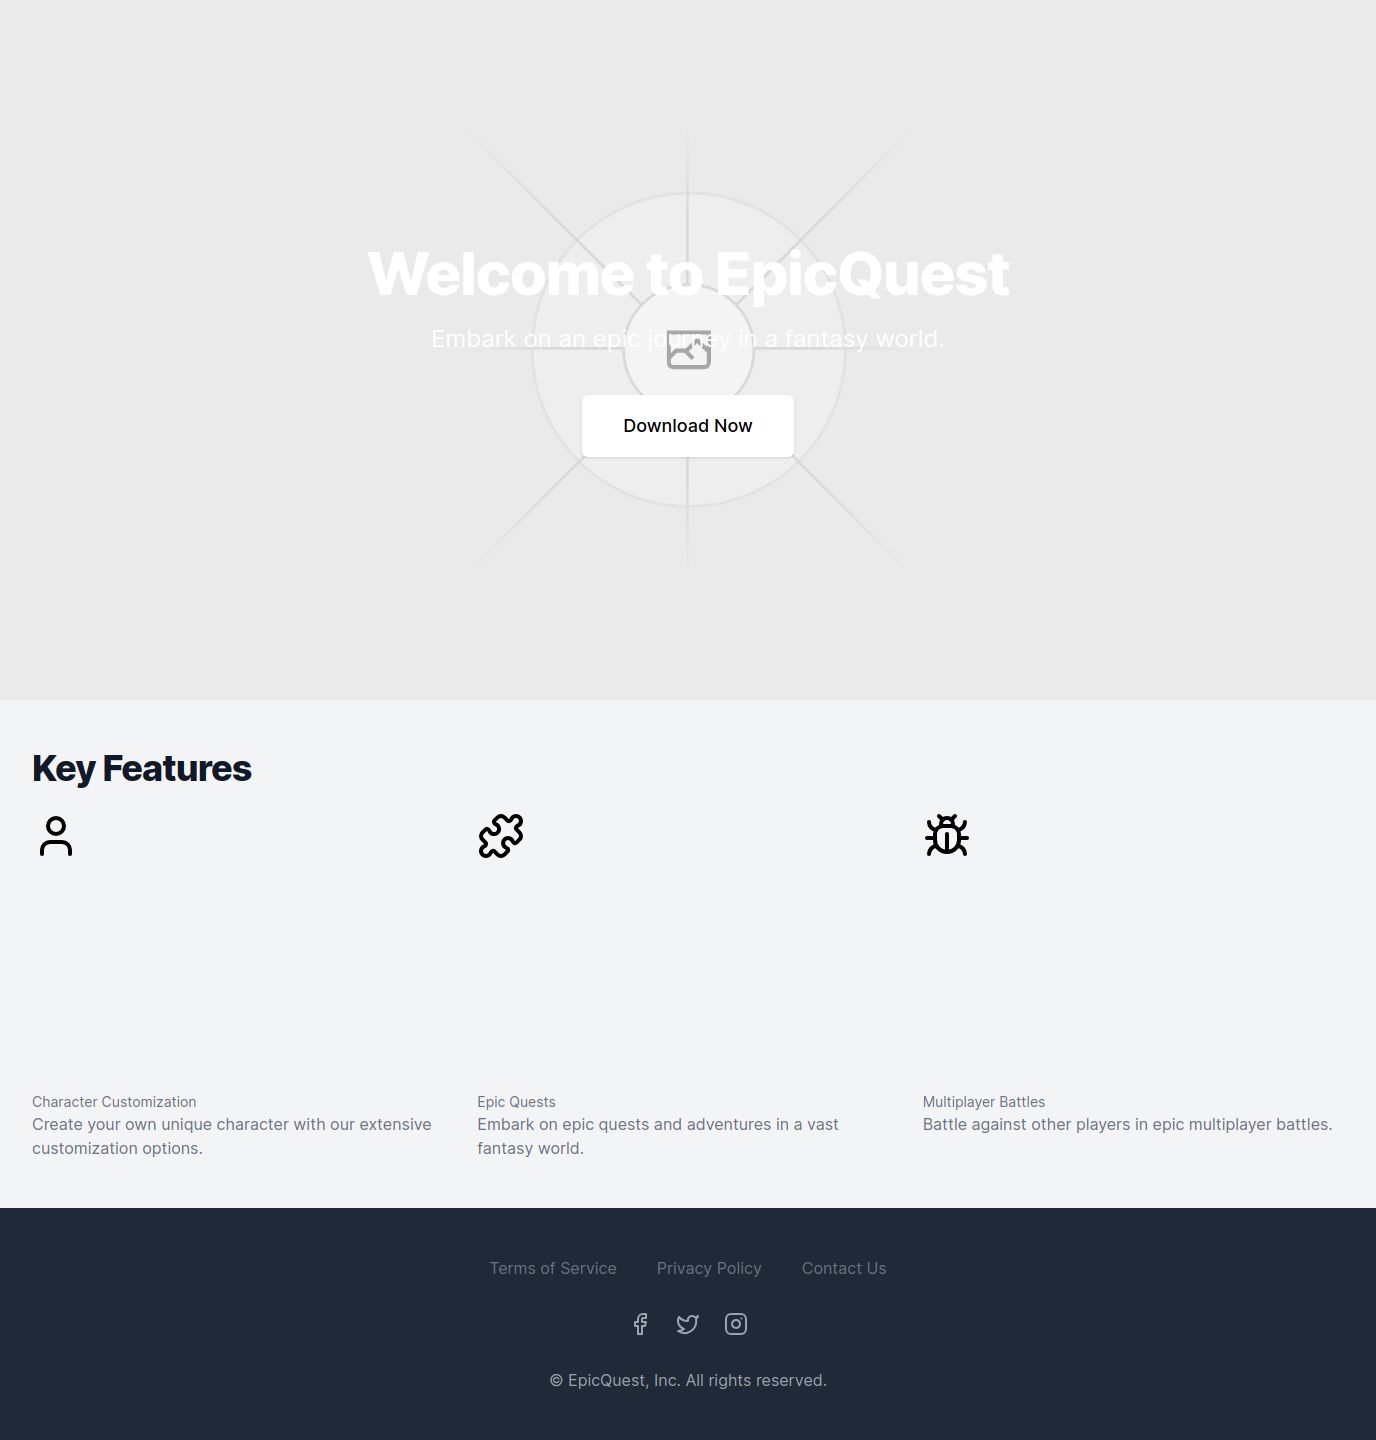 Welcome to EpicQuest
Embark on an epic journey in a fantasy world.
Download Now
Key Features
Character Customization
Create your own unique character with our extensive
customization options.
Epic Quests
Embark on epic quests and adventures in a vast
fantasy world.
Multiplayer Battles
Battle against other players in epic multiplayer battles.
Terms of Service
Privacy Policy
Contact Us
© EpicQuest, Inc. All rights reserved.